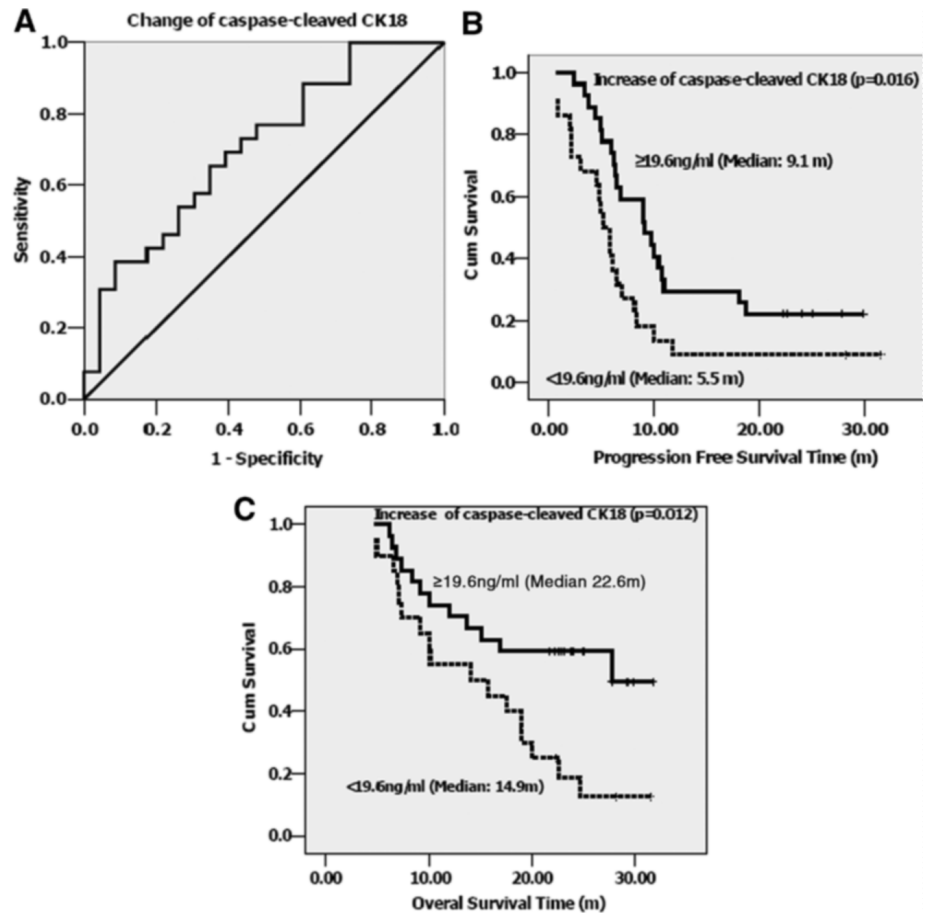 A
Change of caspase-cleaved CK18
1.0
0.8
0.6
0.4
0.2
0.0
Sensitivity
0.0 0.2 0.4 0.6 0.8 1.0
1 - Specificity
B
Increase of caspase-cleaved CK18 (p=0.016)
≥19.6ng/ml (Median: 9.1 m)
<19.6ng/ml (Median: 5.5 m)
1.0
0.8
0.6
0.4
0.2
0.0
Cum Survival
0.00 10.00 20.00 30.00
Progression Free Survival Time (m)
C
Increase of caspase-cleaved CK18 (p=0.012)
≥19.6ng/ml (Median 22.6m)
<19.6ng/ml (Median: 14.9m)
1.0
0.8
0.6
0.4
0.2
0.0
Cum Survival
0.00 10.00 20.00 30.00
Overal Survival Time (m)